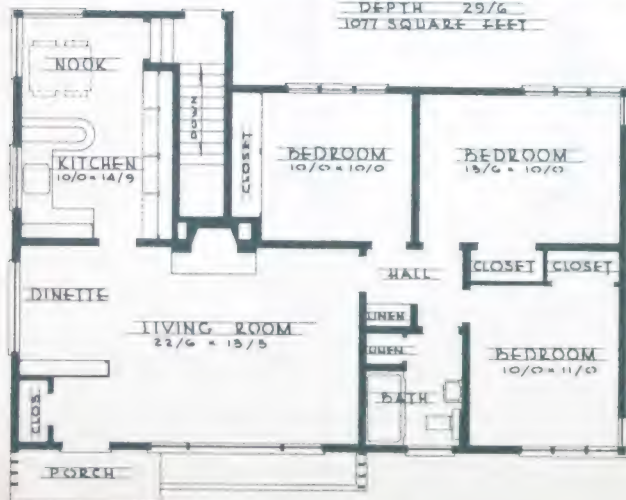 DEPTH 29/6
1077 SQUARE FEET
NOOK
DOWN
CLOSET
KITCHEN
10/0 × 14/9
BEDROOM
10/0 × 10/0
BEDROOM
13/6 × 10/0
HALL
CLOSET
CLOSET
DINETTE
LIVING ROOM
22/6 × 13/3
LINEN
LINEN
BEDROOM
10/0 × 11/0
BATH
CLOS.
PORCH